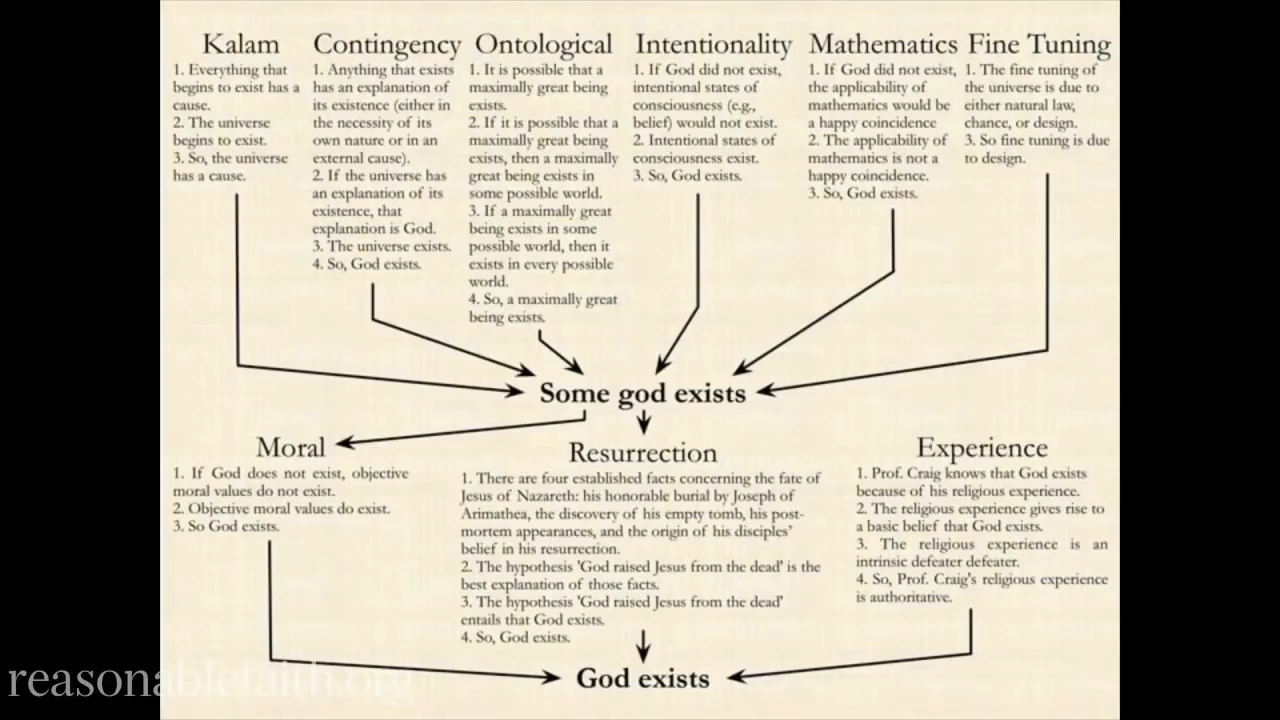 Kalam
1. Everything that
begins to exist has a
cause.
2. The universe
begins to exist.
3. So, the universe
has a cause.
Contingency
1. Anything that exists
has an explanation of
its existence (either in
the necessity of its
own nature or in an
external cause).
2. If the universe has
an explanation of its
existence, that
explanation is God.
3. The universe exists.
4. So, God exists.
Ontological
1. It is possible that a
maximally great being
exists.
2. If it is possible that a
maximally great being
exists, then a maximally
great being exists in
some possible world.
3. If a maximally great
being exists in some
possible world, then it
exists in every possible
world.
4. So, a maximally great
being exists.
Intentionality
1. If God did not exist,
intentional states of
consciousness (e.g.,
belief) would not exist.
2. Intentional states of
consciousness exist.
3. So, God exists.
Mathematics
1. If God did not exist,
the applicability of
mathematics would be
a happy coincidence
2. The applicability of
mathematics is not a
happy coincidence.
3. So, God exists.
Fine Tuning
1. The fine tuning of
the universe is due to
either natural law,
chance, or design.
3. So fine tuning is due
to design.
Some god exists
Moral
1. If God does not exist, objective
moral values do not exist.
2. Objective moral values do exist.
3. So God exists.
Resurrection
1. There are four established facts concerning the fate of
Jesus of Nazareth: his honorable burial by Joseph of
Arimathea, the discovery of his empty tomb, his post-
mortem appearances, and the origin of his disciples'
belief in his resurrection.
2. The hypothesis 'God raised Jesus from the dead' is the
best explanation of those facts.
3. The hypothesis 'God raised Jesus from the dead'
entails that God exists.
4. So, God exists.
Experience
1. Prof. Craig knows that God exists
because of his religious experience.
2. The religious experience gives rise to
a basic belief that God exists.
3. The religious experience is an
intrinsic defeater defeater.
4. So, Prof. Craig's religious experience
is authoritative.
God exists
reasonablefaith.org